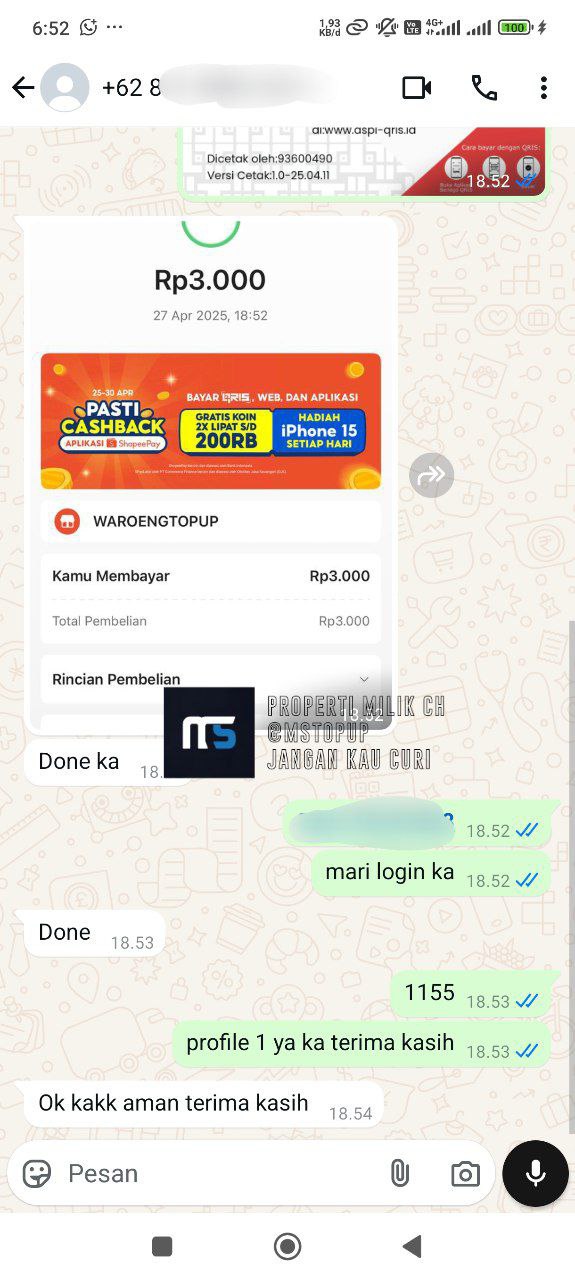 6:52
1,93
KB/d
Vo
LTE
4G+
100
+62 8
di:www.aspi-qris.id
Dicetak oleh:93600490
Versi Cetak:1.0-25.04.11
Cara bayar dengan QRIS:
18.52
Rp3.000
27 Apr 2025, 18:52
25-30 APR
PASTI
CASHBACK
APLIKASI S ShopeePay
BAYAR QRIS, WEB, DAN APLIKASI
GRATIS KOIN
2X LIPAT S/D
200RB
HADIAH
iPhone 15
SETIAP HARI
WAROENGTOPUP
Kamu Membayar Rp3.000
Total Pembelian Rp3.000
Rincian Pembelian
18.52
MS
PROPERTI MILIK CH
@MSTOPUP
JANGAN KAU CURI
Done ka 18.
18.52
mari login ka 18.52
Done 18.53
1155 18.53
profile 1 ya ka terima kasih 18.53
Ok kakk aman terima kasih 18.54
Pesan